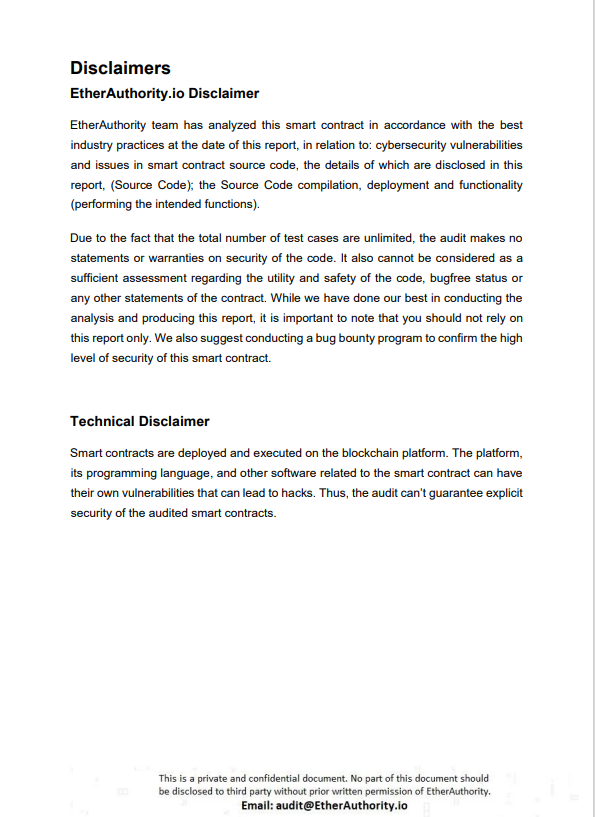 Disclaimers
EtherAuthority.io Disclaimer
EtherAuthority team has analyzed this smart contract in accordance with the best
industry practices at the date of this report, in relation to: cybersecurity vulnerabilities
and issues in smart contract source code, the details of which are disclosed in this
report, (Source Code); the Source Code compilation, deployment and functionality
(performing the intended functions).
Due to the fact that the total number of test cases are unlimited, the audit makes no
statements or warranties on security of the code. It also cannot be considered as a
sufficient assessment regarding the utility and safety of the code, bugfree status or
any other statements of the contract. While we have done our best in conducting the
analysis and producing this report, it is important to note that you should not rely on
this report only. We also suggest conducting a bug bounty program to confirm the high
level of security of this smart contract.
Technical Disclaimer
Smart contracts are deployed and executed on the blockchain platform. The platform,
its programming language, and other software related to the smart contract can have
their own vulnerabilities that can lead to hacks. Thus, the audit can’t guarantee explicit
security of the audited smart contracts.
This is a private and confidential document. No part of this document should
be disclosed to third party without prior written permission of EtherAuthority.
Email: audit@EtherAuthority.io